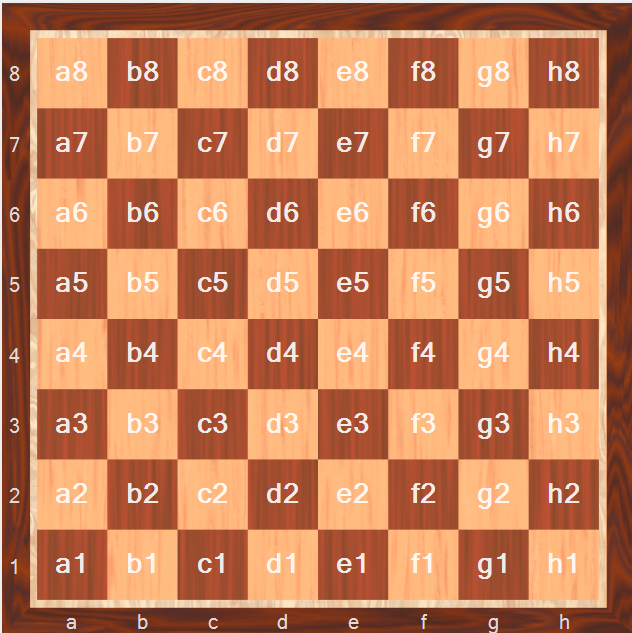 8 a8 b8 c8 d8 e8 f8 g8 h8
7 a7 b7 c7 d7 e7 f7 g7 h7
6 a6 b6 c6 d6 e6 f6 g6 h6
5 a5 b5 c5 d5 e5 f5 g5 h5
4 a4 b4 c4 d4 e4 f4 g4 h4
3 a3 b3 c3 d3 e3 f3 g3 h3
2 a2 b2 c2 d2 e2 f2 g2 h2
1 a1 b1 c1 d1 e1 f1 g1 h1
a b c d e f g h